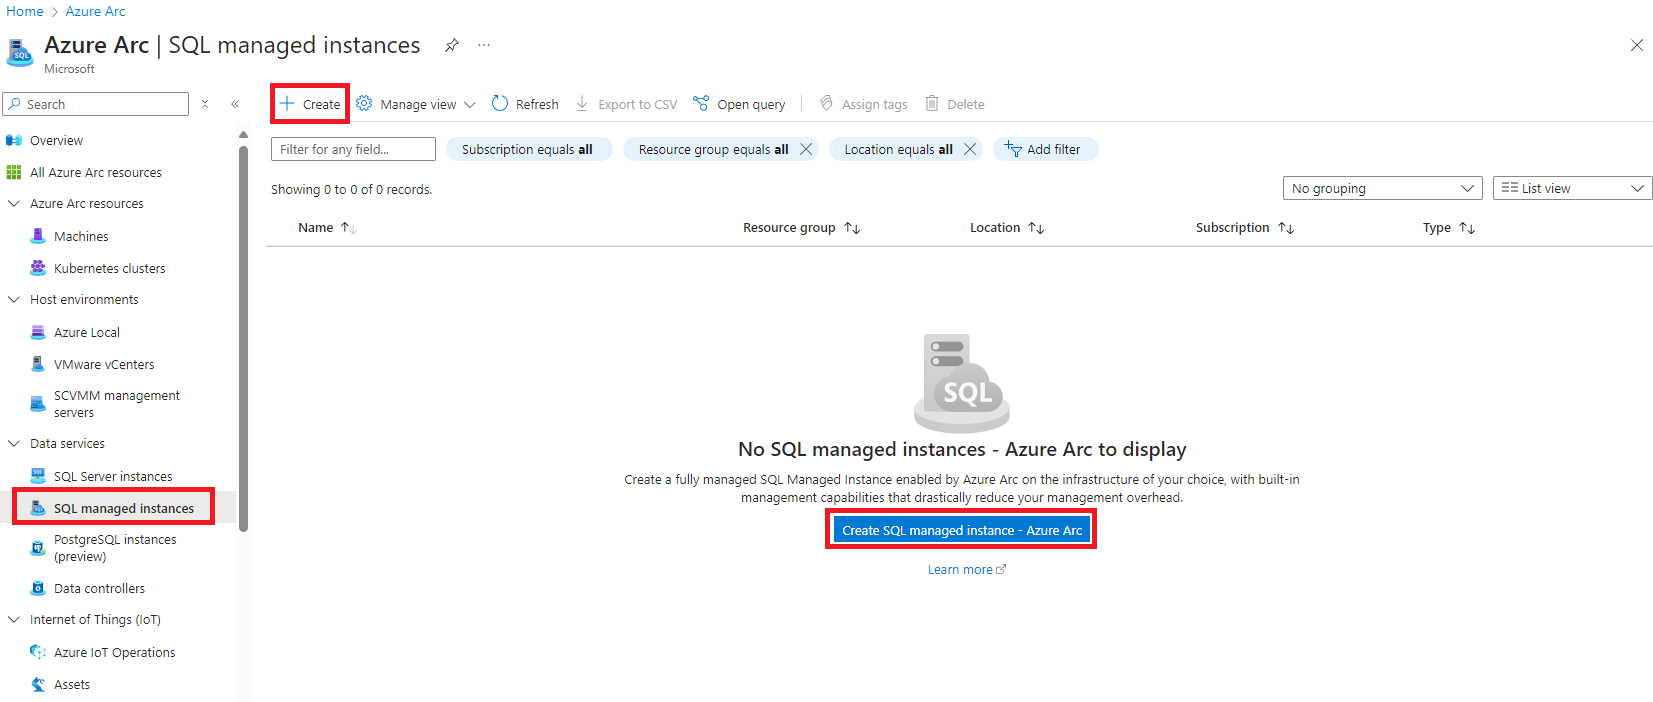 Home > Azure Arc
Azure Arc | SQL managed instances ...
Microsoft
Search
Create
Manage view
Refresh
Export to CSV
Open query
Assign tags
Delete
Overview
All Azure Arc resources
Azure Arc resources
Machines
Kubernetes clusters
Host environments
Azure Local
VMware vCenters
SCVMM management
servers
Data services
SQL Server instances
SQL managed instances
PostgreSQL instances
(preview)
Data controllers
Internet of Things (IoT)
Azure IoT Operations
Assets
Filter for any field...
Subscription equals all
Resource group equals all
Location equals all
Add filter
Showing 0 to 0 of 0 records.
No grouping
List view
Name
Resource group
Location
Subscription
Type
SQL
No SQL managed instances - Azure Arc to display
Create a fully managed SQL Managed Instance enabled by Azure Arc on the infrastructure of your choice, with built-in
management capabilities that drastically reduce your management overhead.
Create SQL managed instance - Azure Arc
Learn more